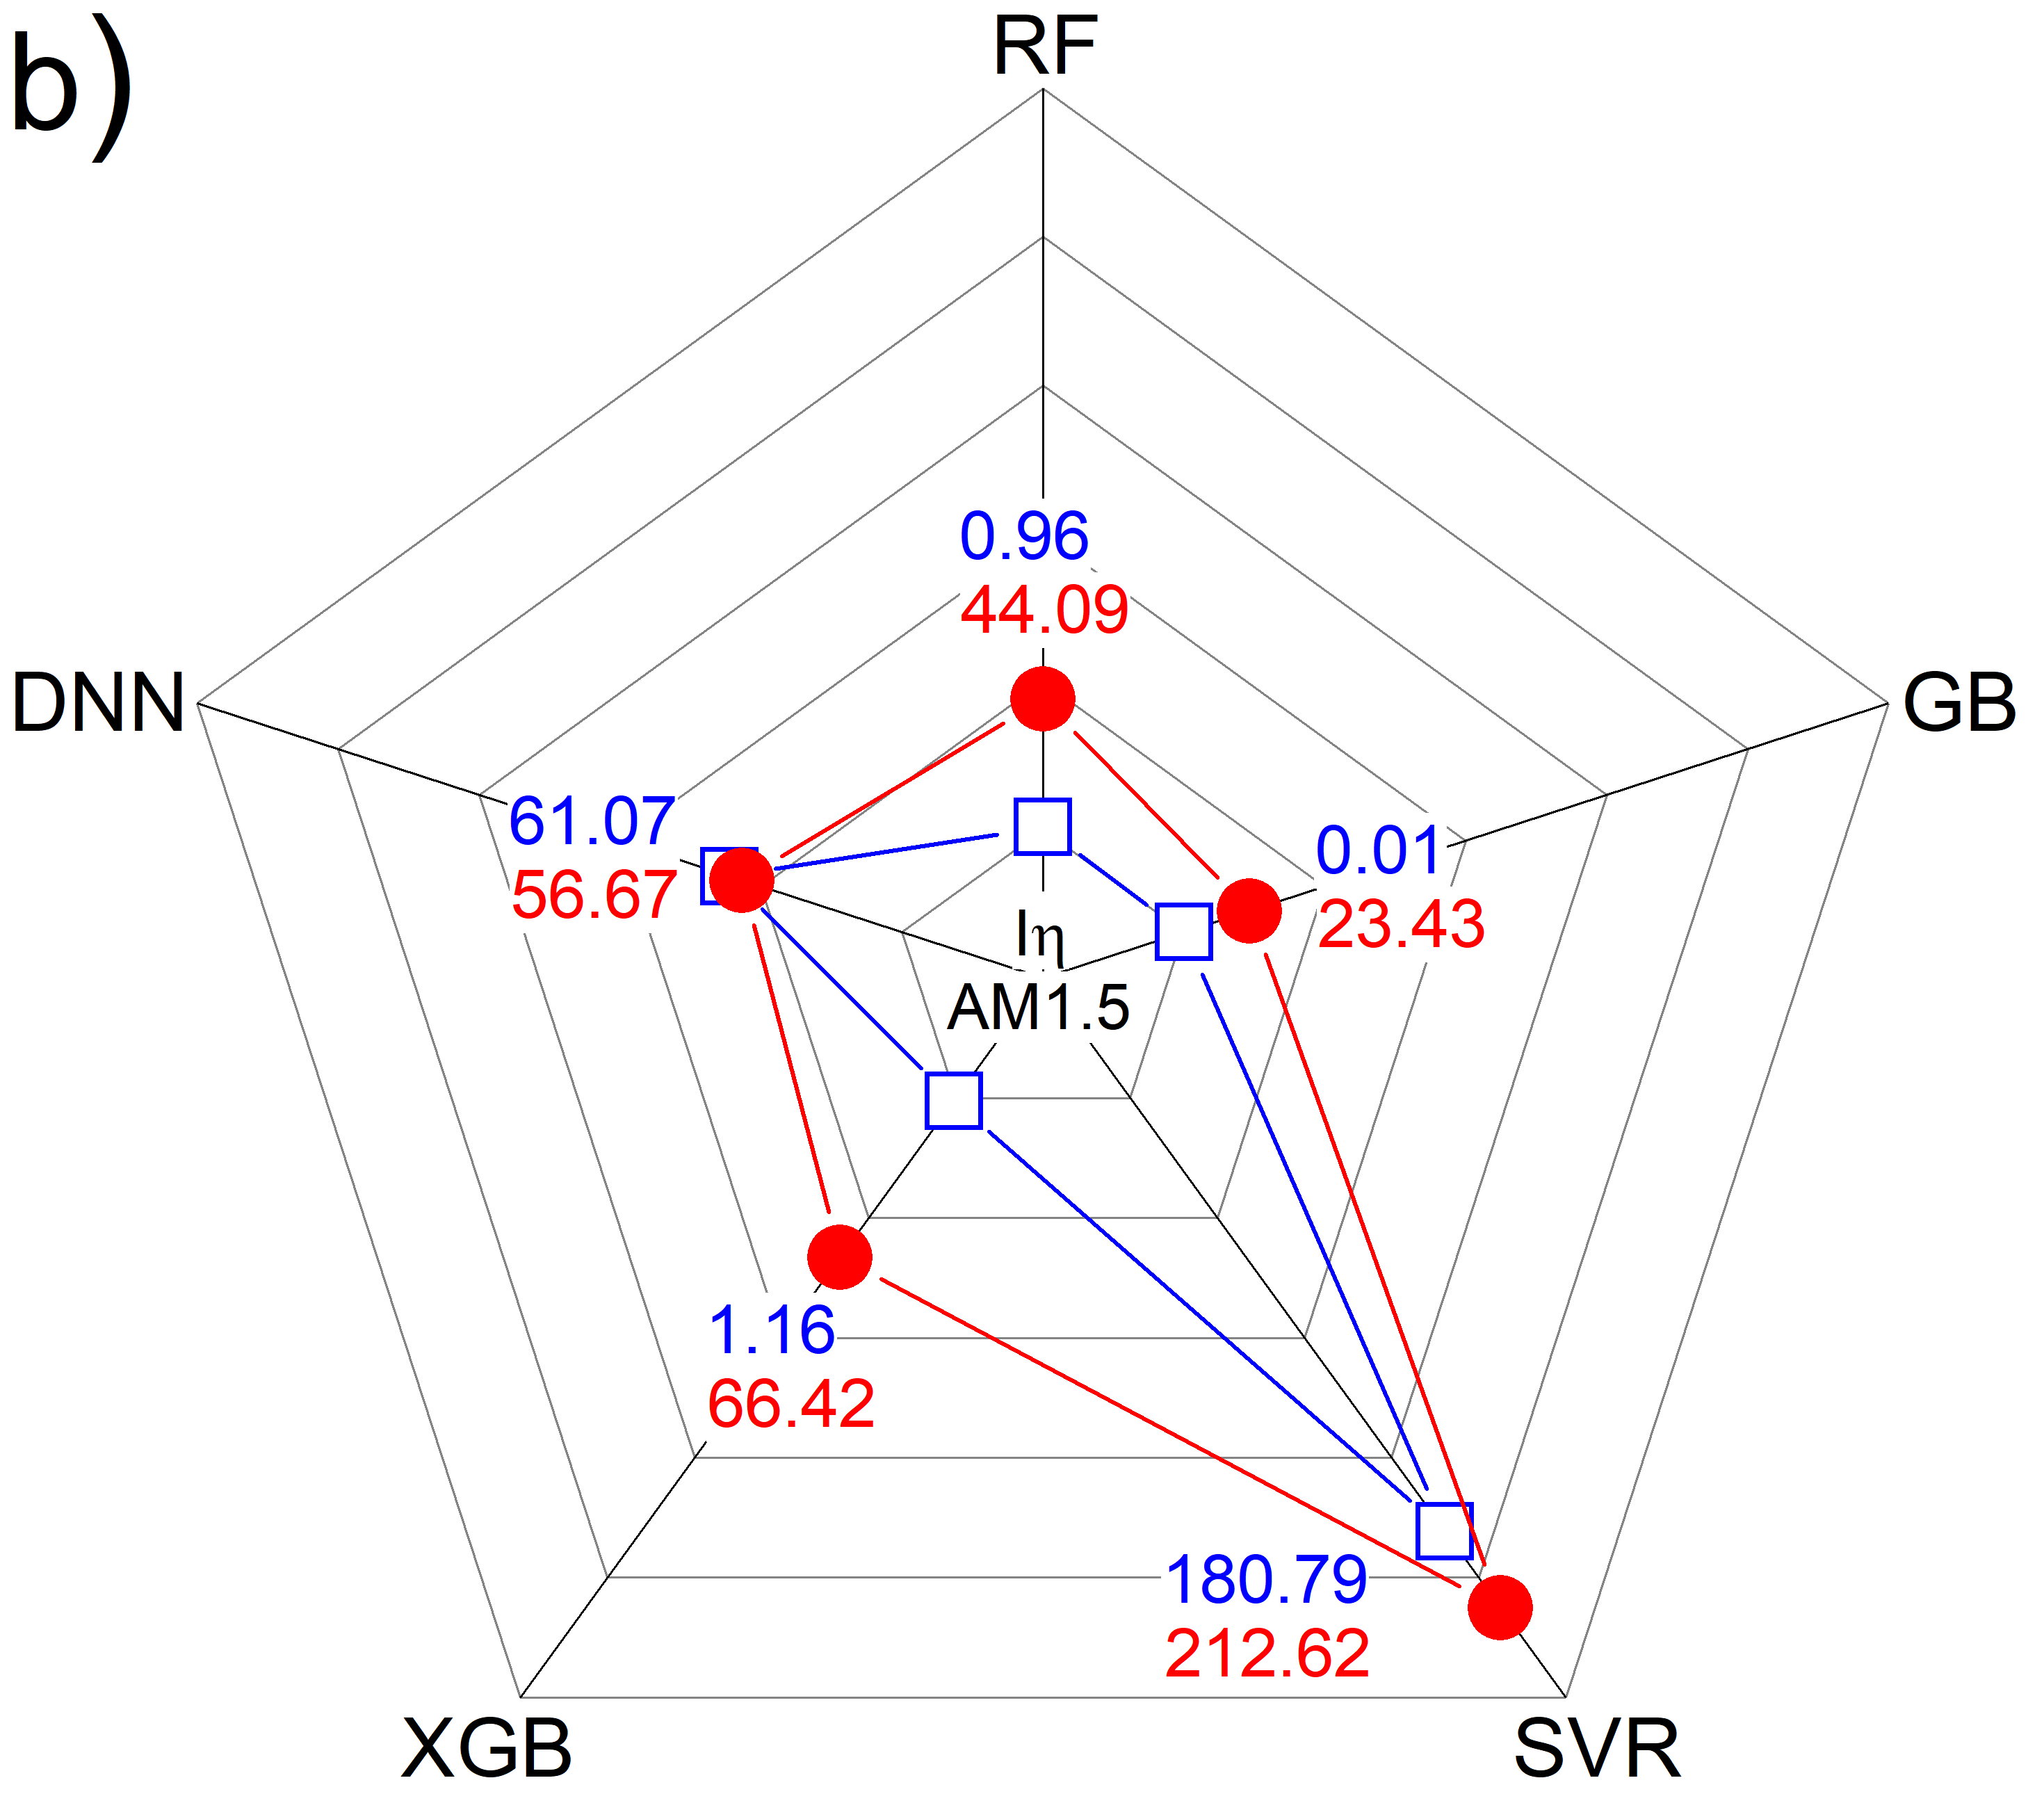 b)
RF
0.96
44.09
DNN
GB
61.07
56.67
0.01
23.43
Iη
AM1.5
1.16
66.42
180.79
212.62
XGB
SVR